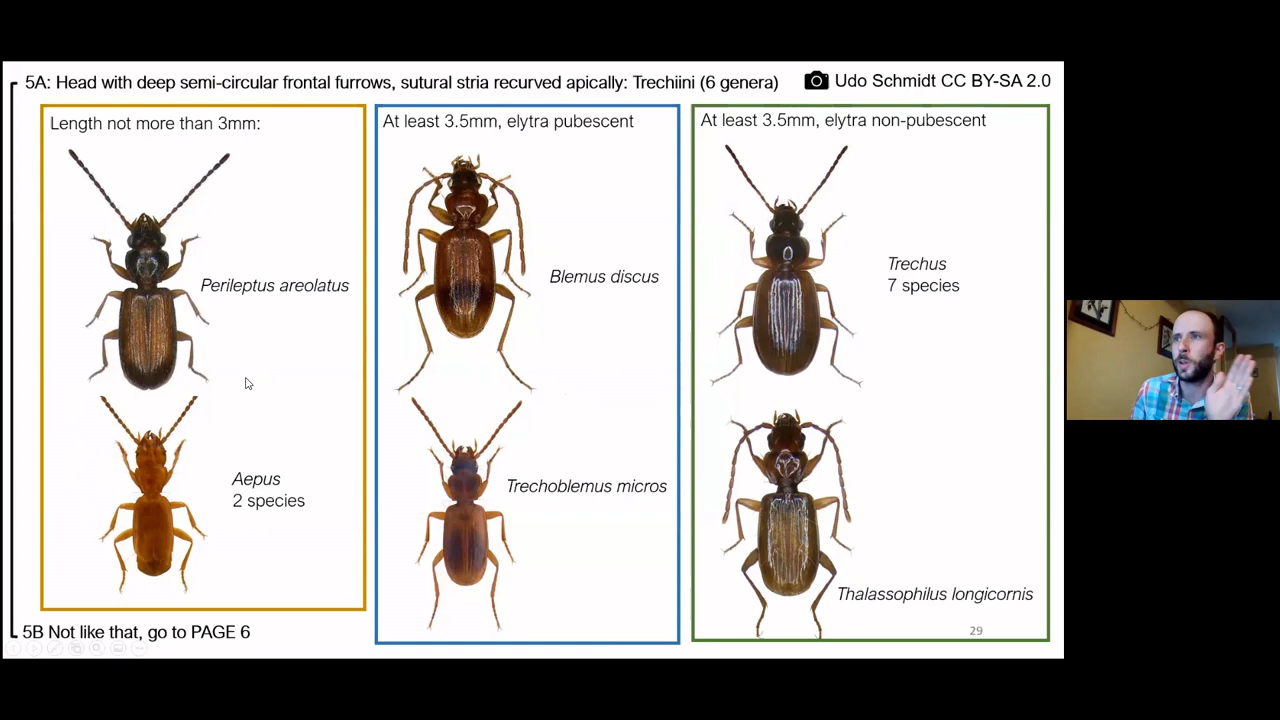 5A: Head with deep semi-circular frontal furrows, sutural stria recurved apically: Trechiini (6 genera)
Udo Schmidt CC BY-SA 2.0
Length not more than 3mm:
Perileptus areolatus
Aepus
2 species
At least 3.5mm, elytra pubescent
Blemus discus
Trechoblemus micros
At least 3.5mm, elytra non-pubescent
Trechus
7 species
Thalassophilus longicornis
29
5B Not like that, go to PAGE 6